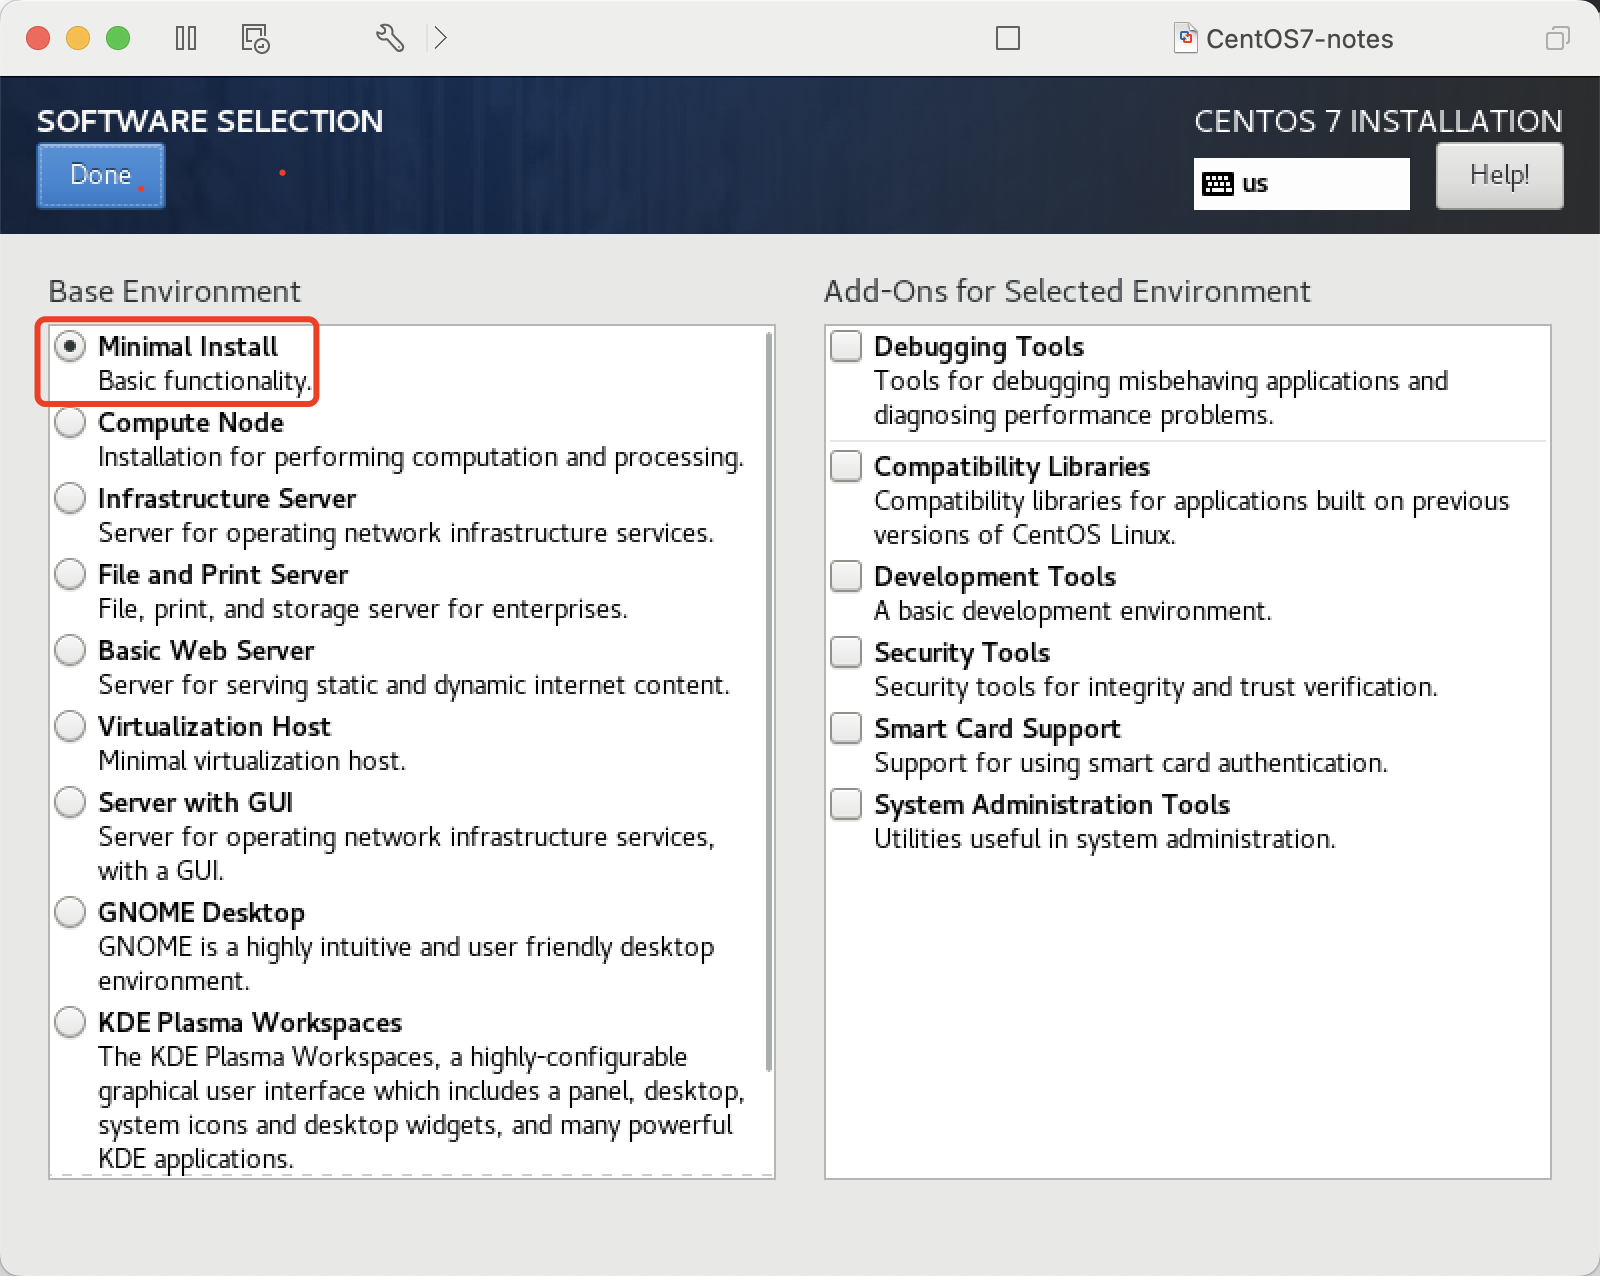 CentOS7-notes
SOFTWARE SELECTION
CENTOS 7 INSTALLATION
Done
us
Help!
Base Environment
Minimal Install
Basic functionality.
Compute Node
Installation for performing computation and processing.
Infrastructure Server
Server for operating network infrastructure services.
File and Print Server
File, print, and storage server for enterprises.
Basic Web Server
Server for serving static and dynamic internet content.
Virtualization Host
Minimal virtualization host.
Server with GUI
Server for operating network infrastructure services,
with a GUI.
GNOME Desktop
GNOME is a highly intuitive and user friendly desktop
environment.
KDE Plasma Workspaces
The KDE Plasma Workspaces, a highly-configurable
graphical user interface which includes a panel, desktop,
system icons and desktop widgets, and many powerful
KDE applications.
Add-Ons for Selected Environment
Debugging Tools
Tools for debugging misbehaving applications and
diagnosing performance problems.
Compatibility Libraries
Compatibility libraries for applications built on previous
versions of CentOS Linux.
Development Tools
A basic development environment.
Security Tools
Security tools for integrity and trust verification.
Smart Card Support
Support for using smart card authentication.
System Administration Tools
Utilities useful in system administration.